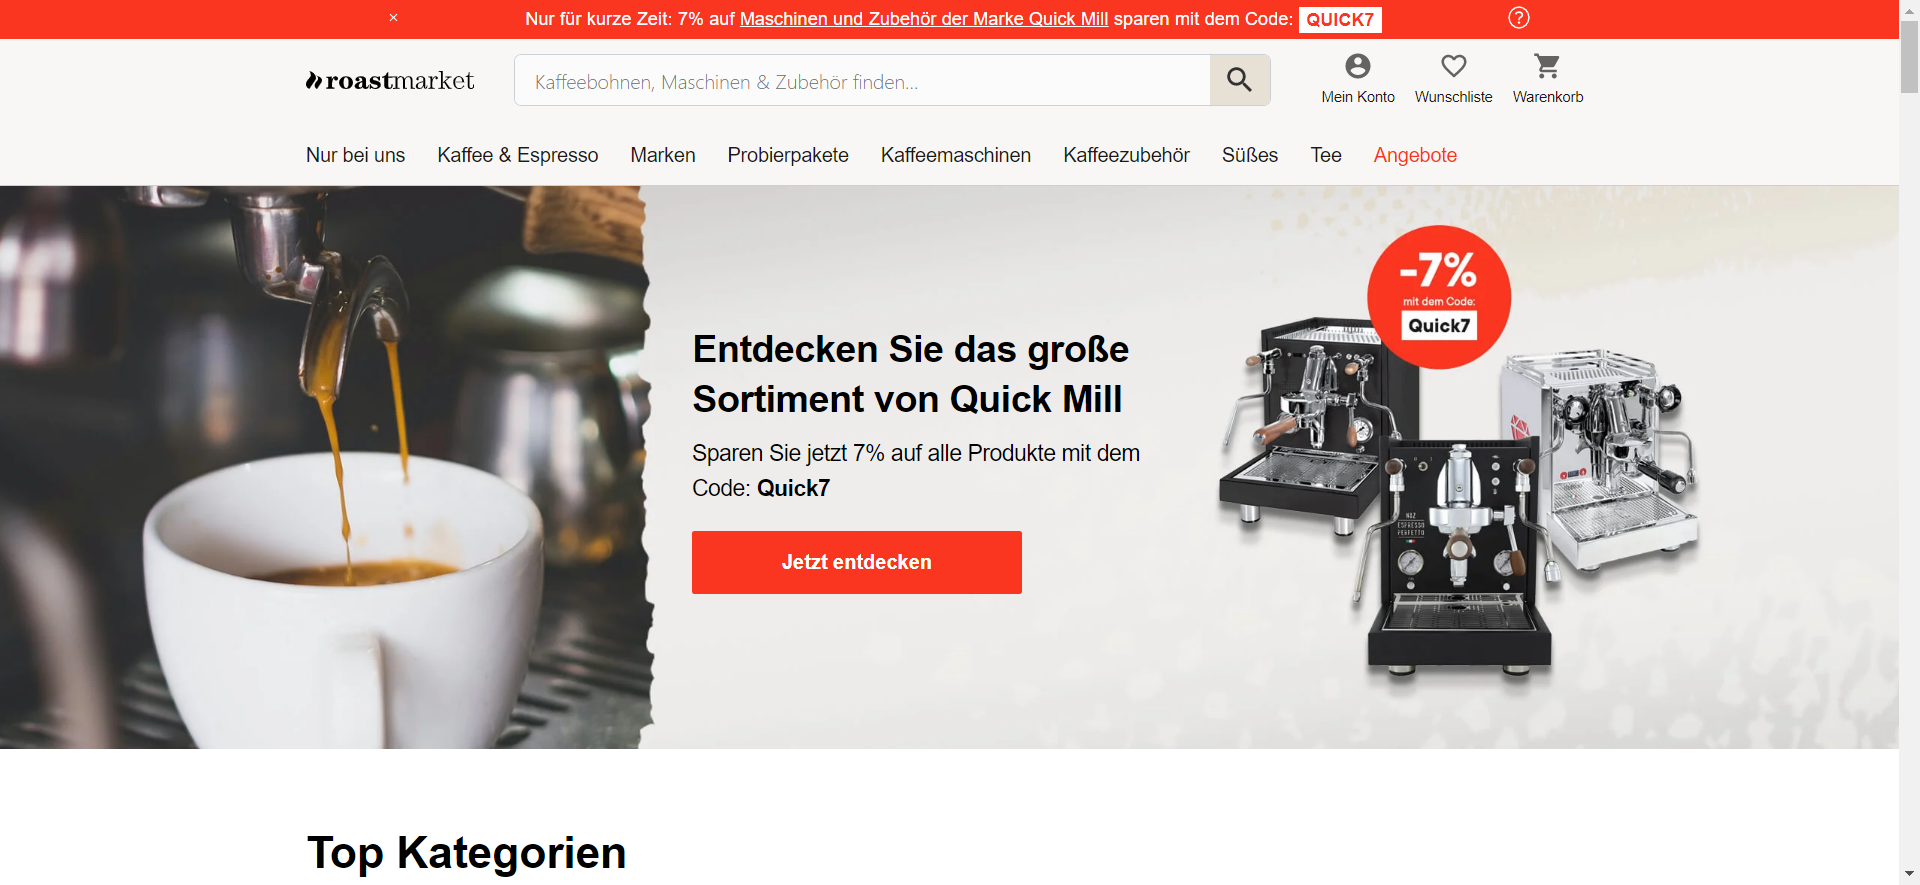 × Nur für kurze Zeit: 7% auf Maschinen und Zubehör der Marke Quick Mill sparen mit dem Code: QUICK7 ?
roastmarket
Kaffeebohnen, Maschinen & Zubehör finden...
Mein Konto Wunschliste Warenkorb
Nur bei uns Kaffee & Espresso Marken Probierpakete Kaffeemaschinen Kaffeezubehör Süßes Tee Angebote
Entdecken Sie das große
Sortiment von Quick Mill
Sparen Sie jetzt 7% auf alle Produkte mit dem
Code: Quick7
Jetzt entdecken
-7%
mit dem Code:
Quick7
ESPRESSO
PERFETTO
Top Kategorien